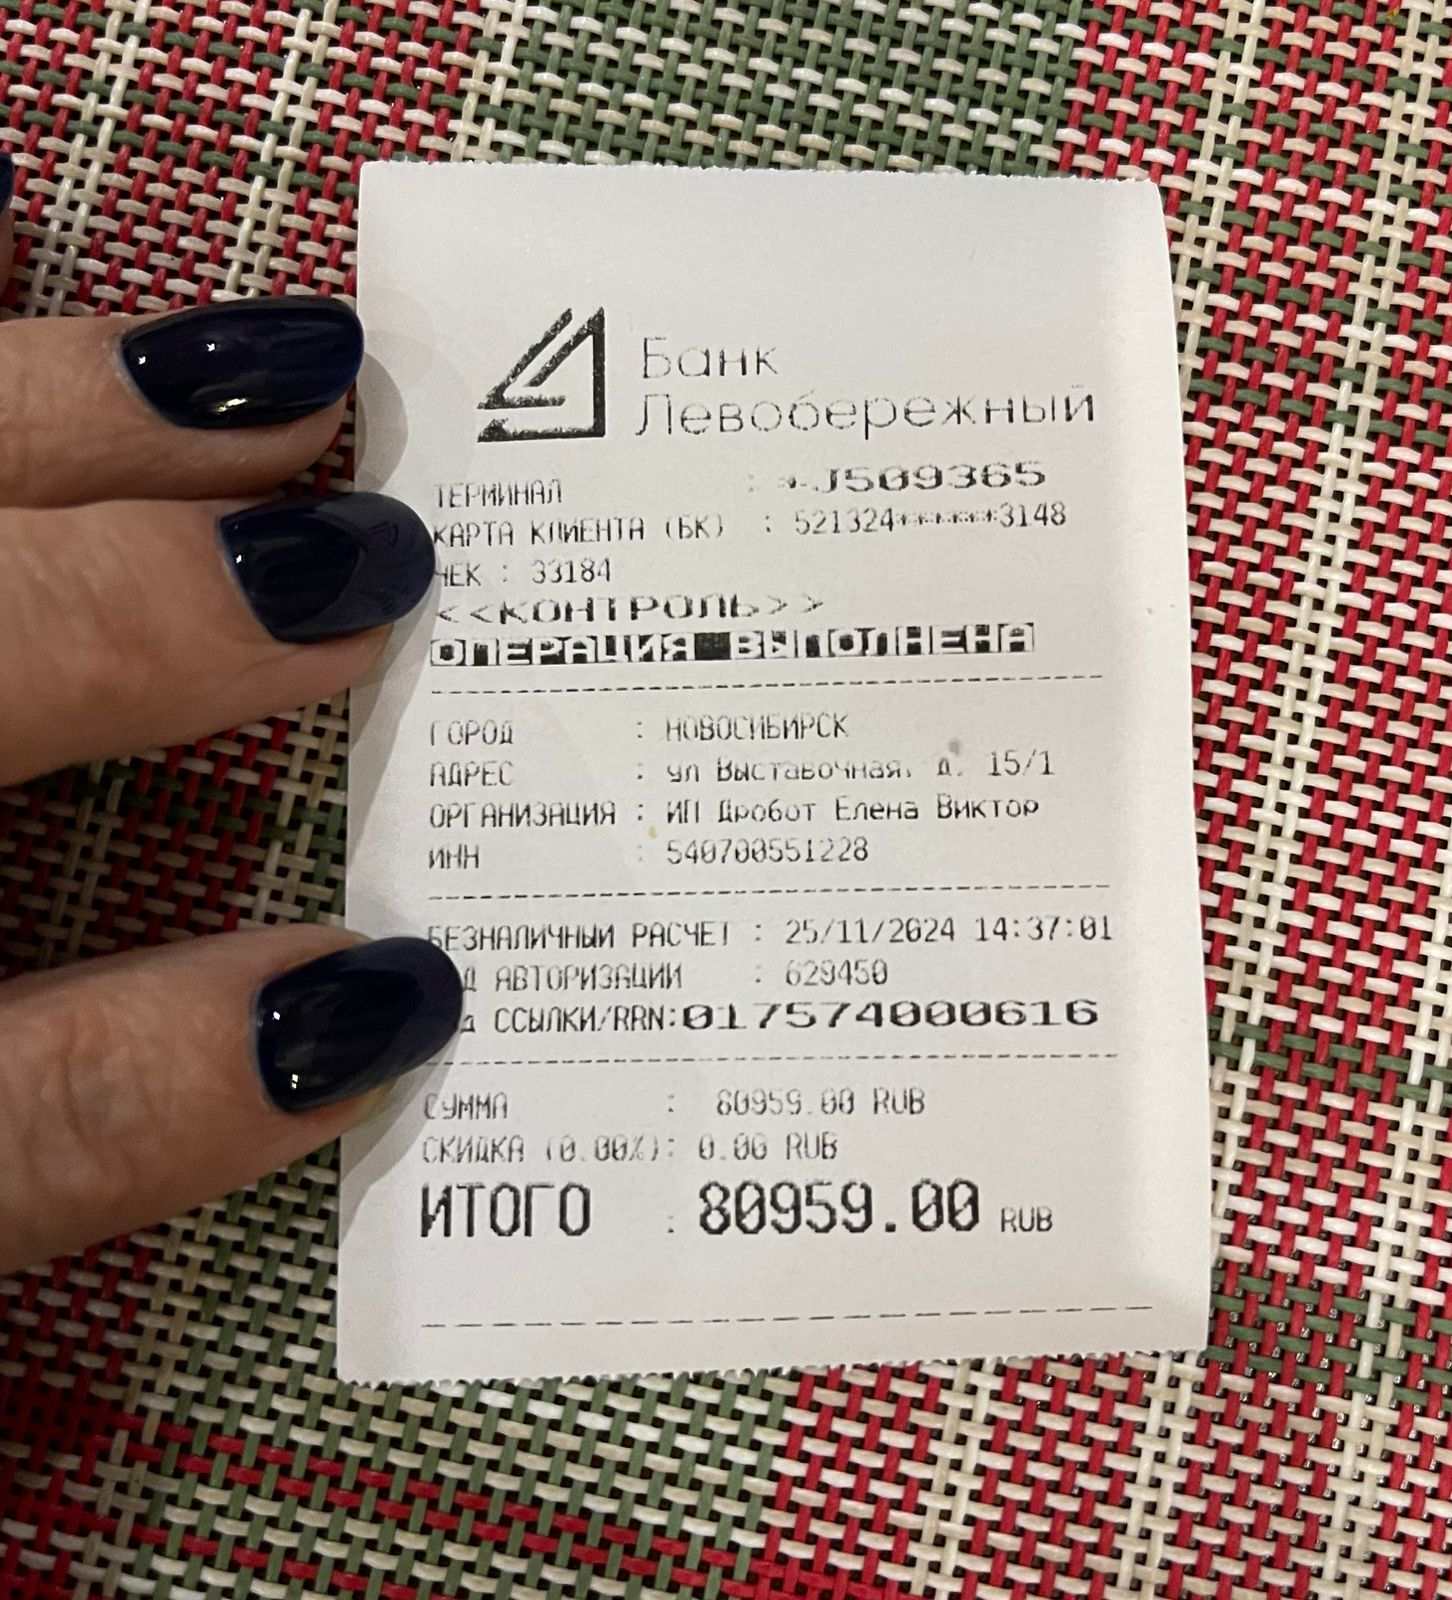 Банк
Левобережный
ТЕРМИНАЛ : *J509365
КАРТА КЛИЕНТА (БК) : 521324******3148
ЧЕК : 33184
<<КОНТРОЛЬ>>
ОПЕРАЦИЯ ВЫПОЛНЕНА
ГОРОД : НОВОСИБИРСК
АДРЕС : ул Выставочная, д. 15/1
ОРГАНИЗАЦИЯ : ИП Дробот Елена Виктор
ИНН : 540700551228
БЕЗНАЛИЧНЫЙ РАСЧЕТ : 25/11/2024 14:37:01
Д АВТОРИЗАЦИИ : 629450
д ССЫЛКИ/RRN:017574000616
СУММА : 80959.00 RUB
СКИДКА (0.00%): 0.00 RUB
ИТОГО : 80959.00 RUB